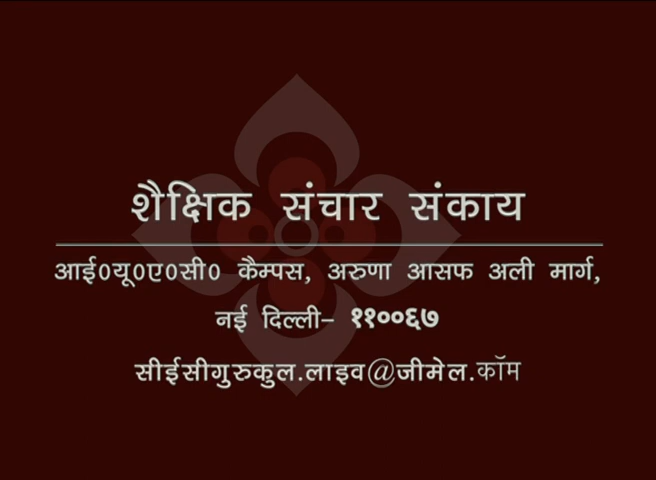 शैक्षिक संचार संकाय
आई०यू०ए०सी० कैम्पस, अरुणा आसफ अली मार्ग,
नई दिल्ली– ११००६७
सीईसीगुरुकुल.लाइव@जीमेल.कॉम